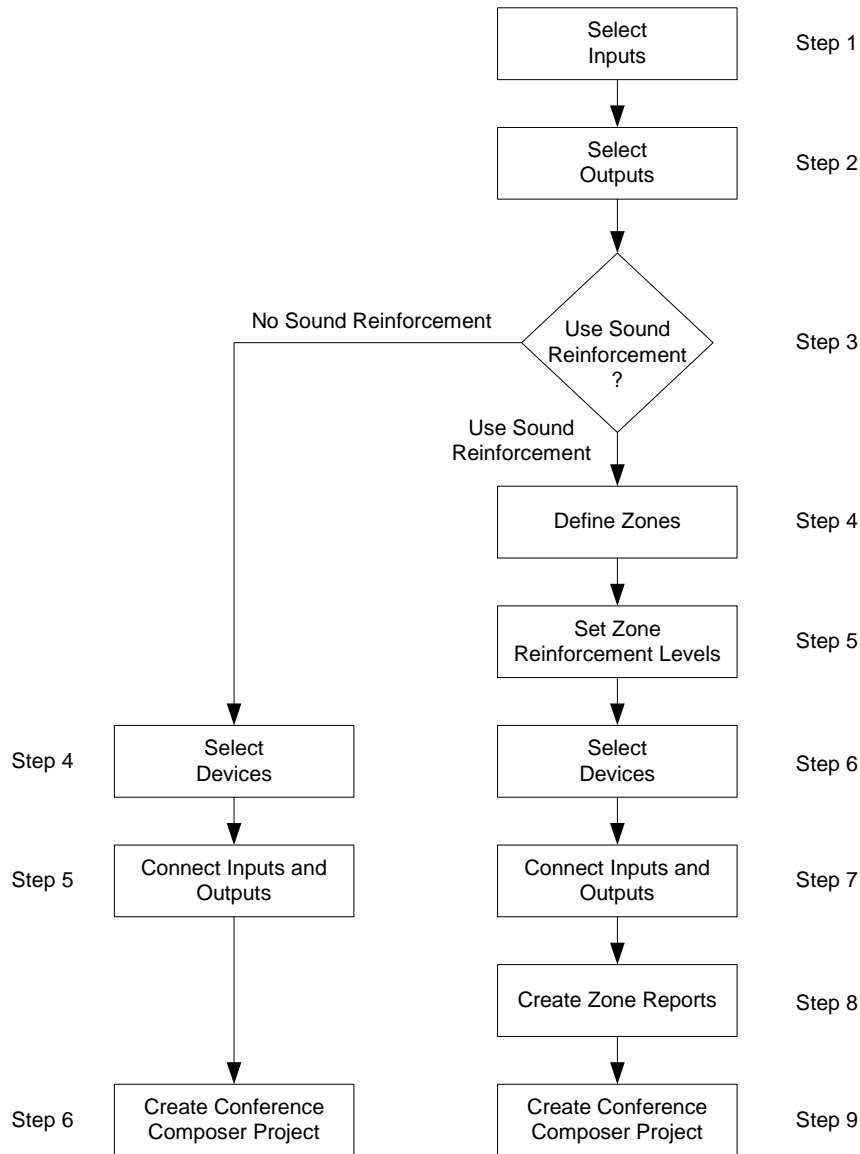 Select
Inputs
Step 1
Select
Outputs
Step 2
No Sound Reinforcement
Use Sound
Reinforcement
?
Step 3
Use Sound
Reinforcement
Define Zones
Step 4
Set Zone
Reinforcement Levels
Step 5
Step 4
Select
Devices
Select
Devices
Step 6
Step 5
Connect Inputs and
Outputs
Connect Inputs and
Outputs
Step 7
Create Zone Reports
Step 8
Step 6
Create Conference
Composer Project
Create Conference
Composer Project
Step 9